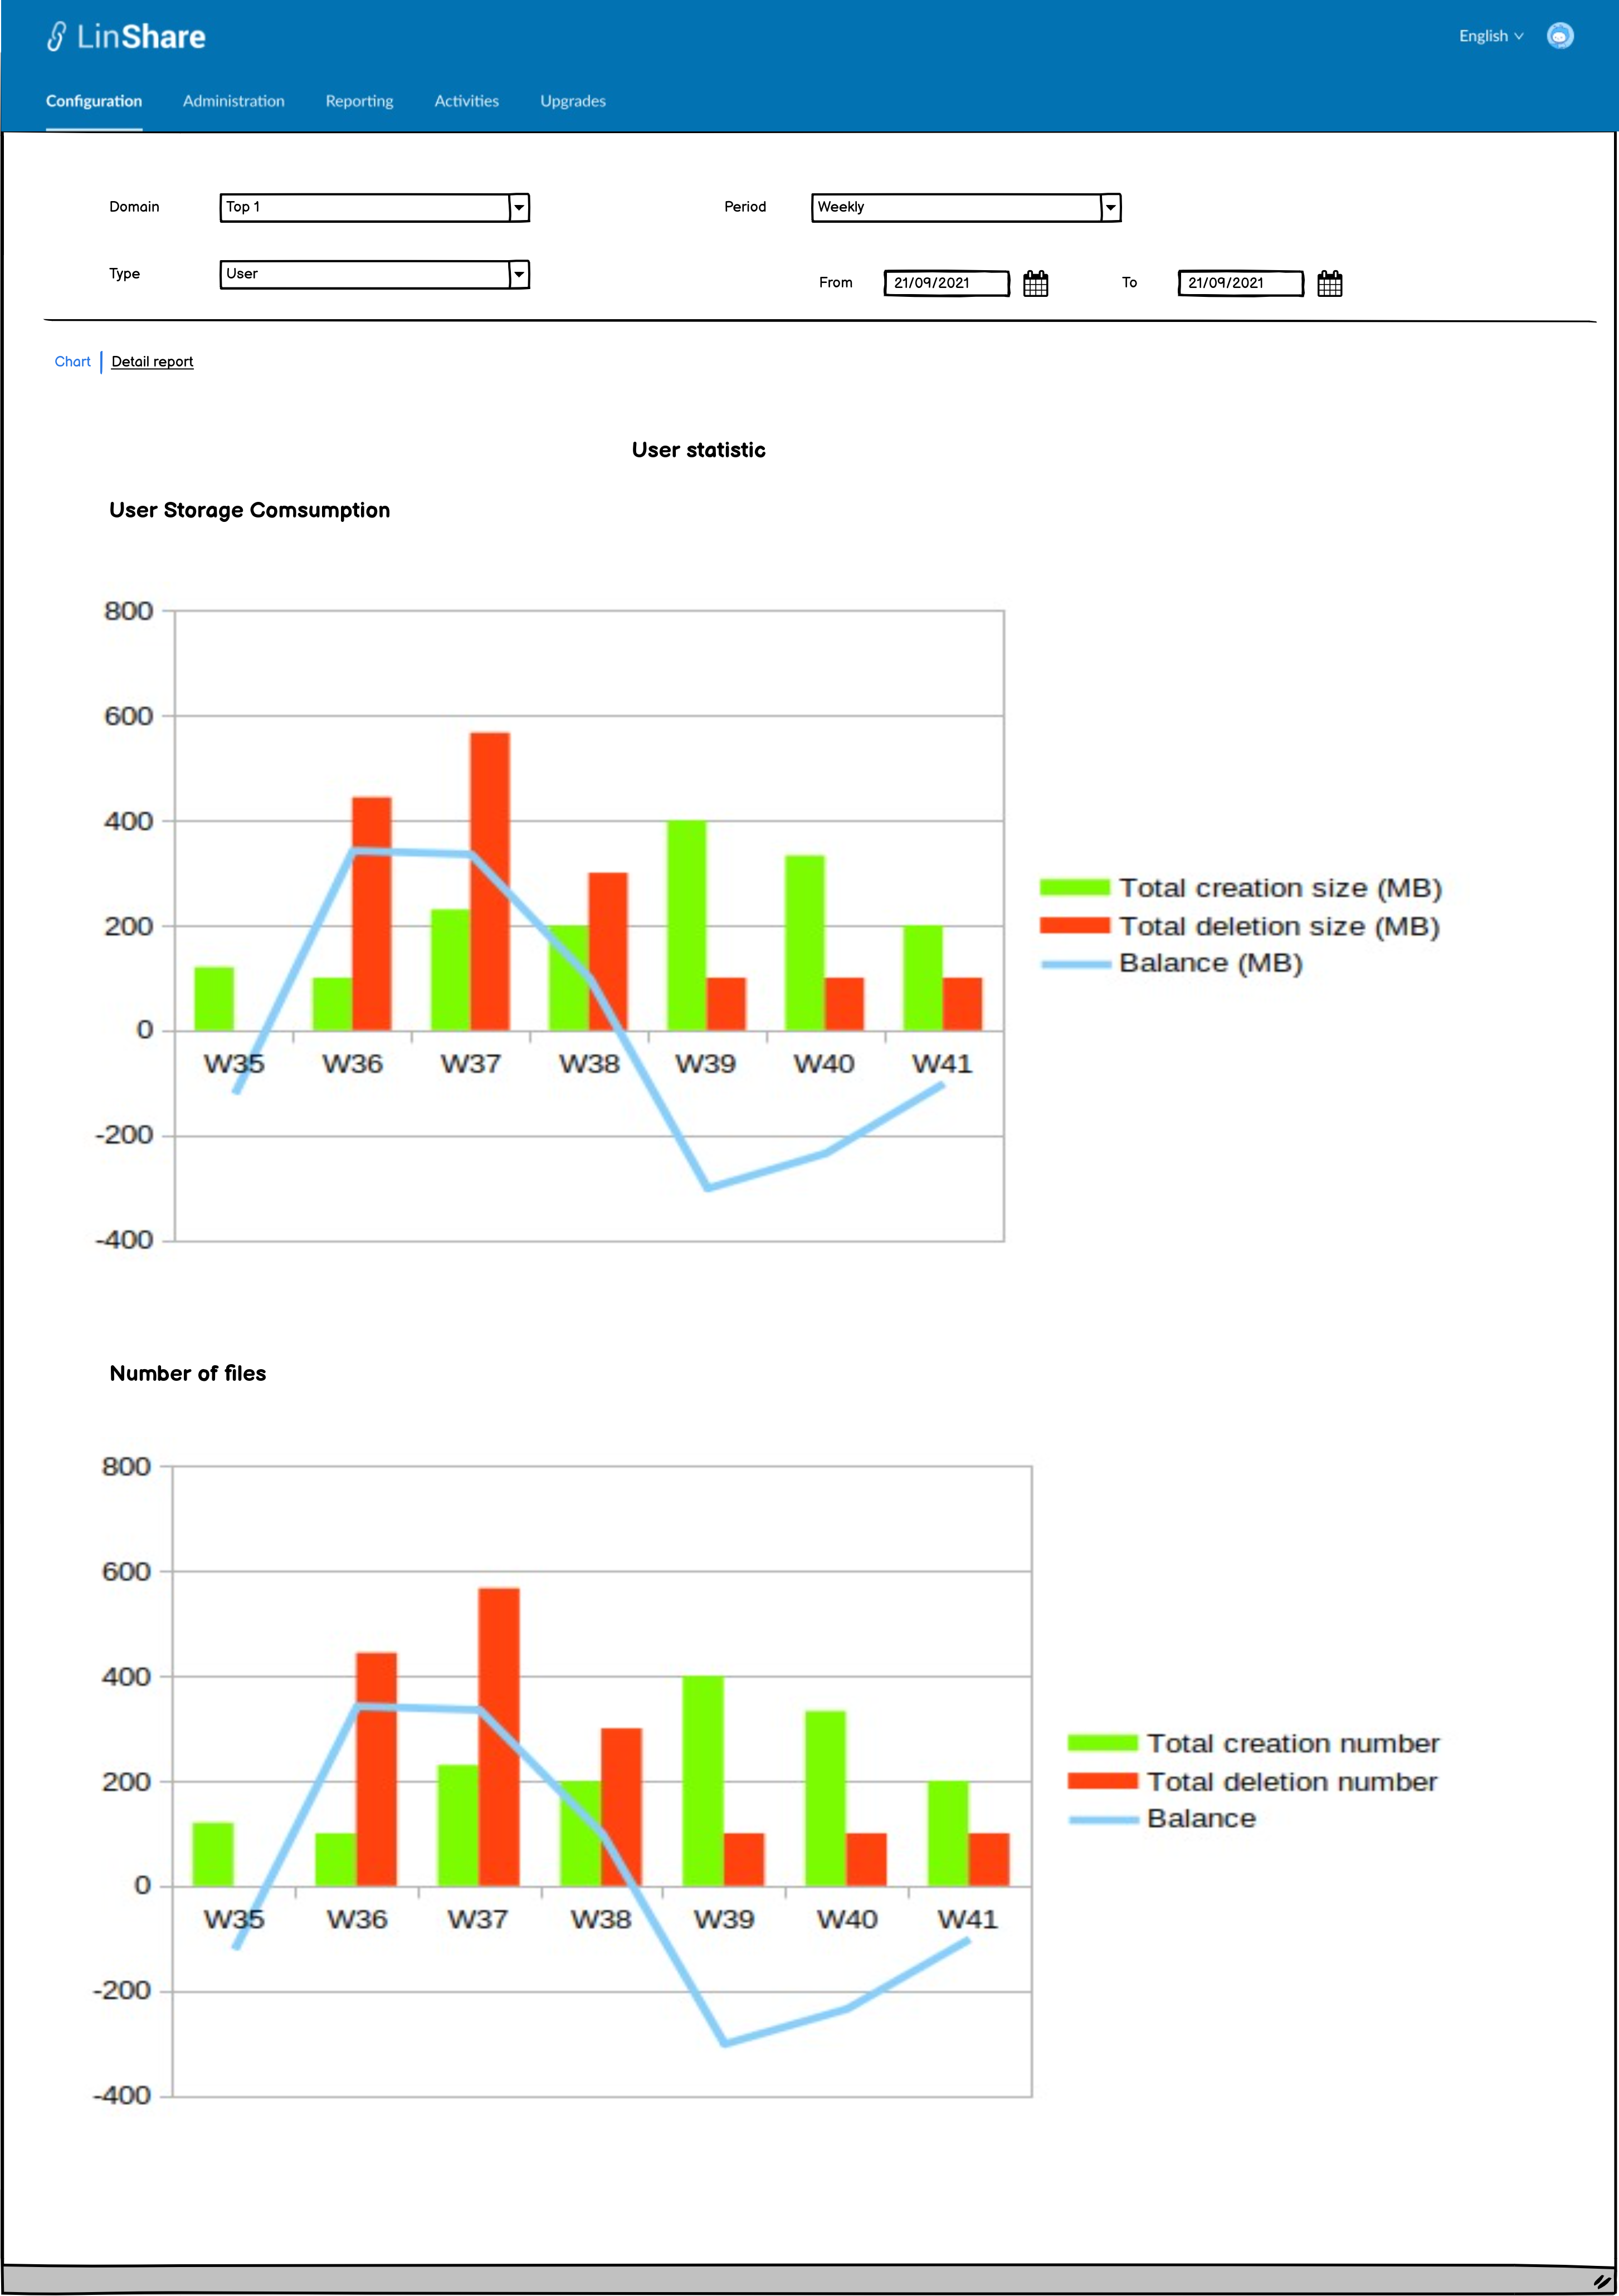 LinShare
English
Configuration Administration Reporting Activities Upgrades
Domain Top 1 Period Weekly
Type User From 21/09/2021 To 21/09/2021
Chart Detail report
User statistic
User Storage Comsumption
800
600
400
200
0
-200
-400
W35 W36 W37 W38 W39 W40 W41
Total creation size (MB)
Total deletion size (MB)
Balance (MB)
Number of files
800
600
400
200
0
-200
-400
W35 W36 W37 W38 W39 W40 W41
Total creation number
Total deletion number
Balance